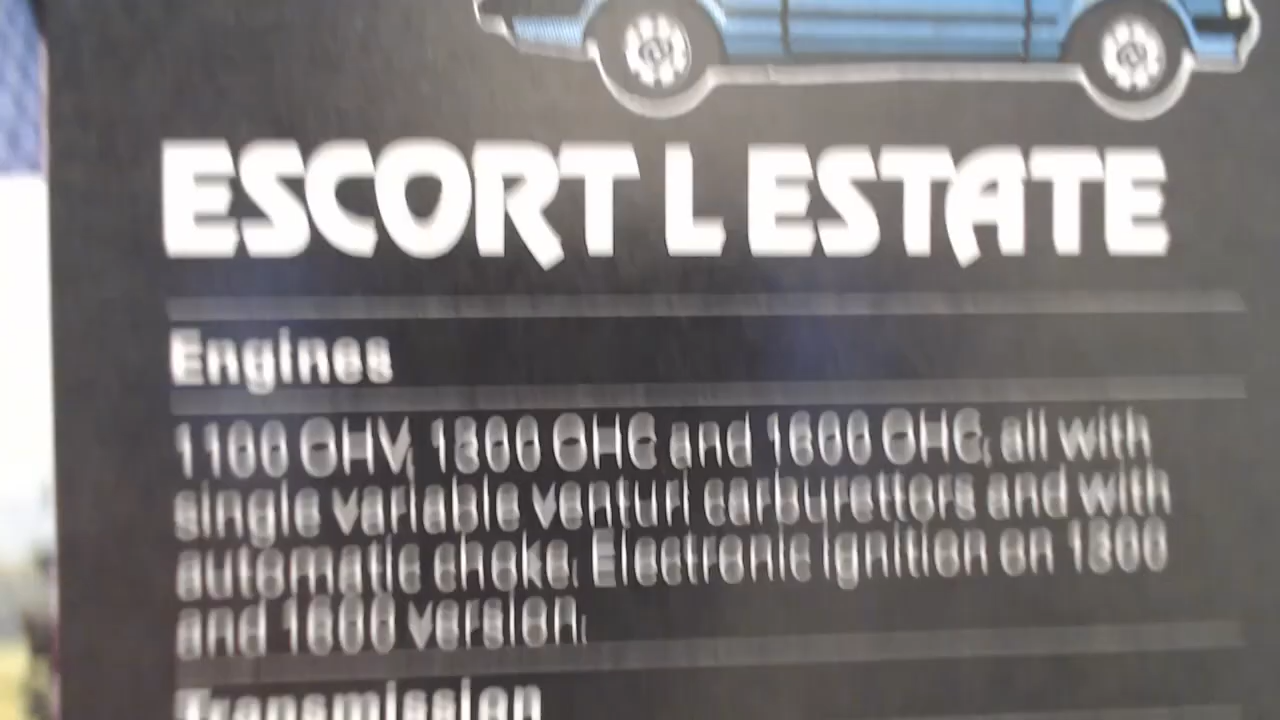 ESCORT L ESTATE
Engines
1100 OHV, 1300 OHC and 1600 OHC, all with
single variable venturi carburettors and with
automatic choke. Electronic Ignition on 1300
and 1600 version.
Transmission